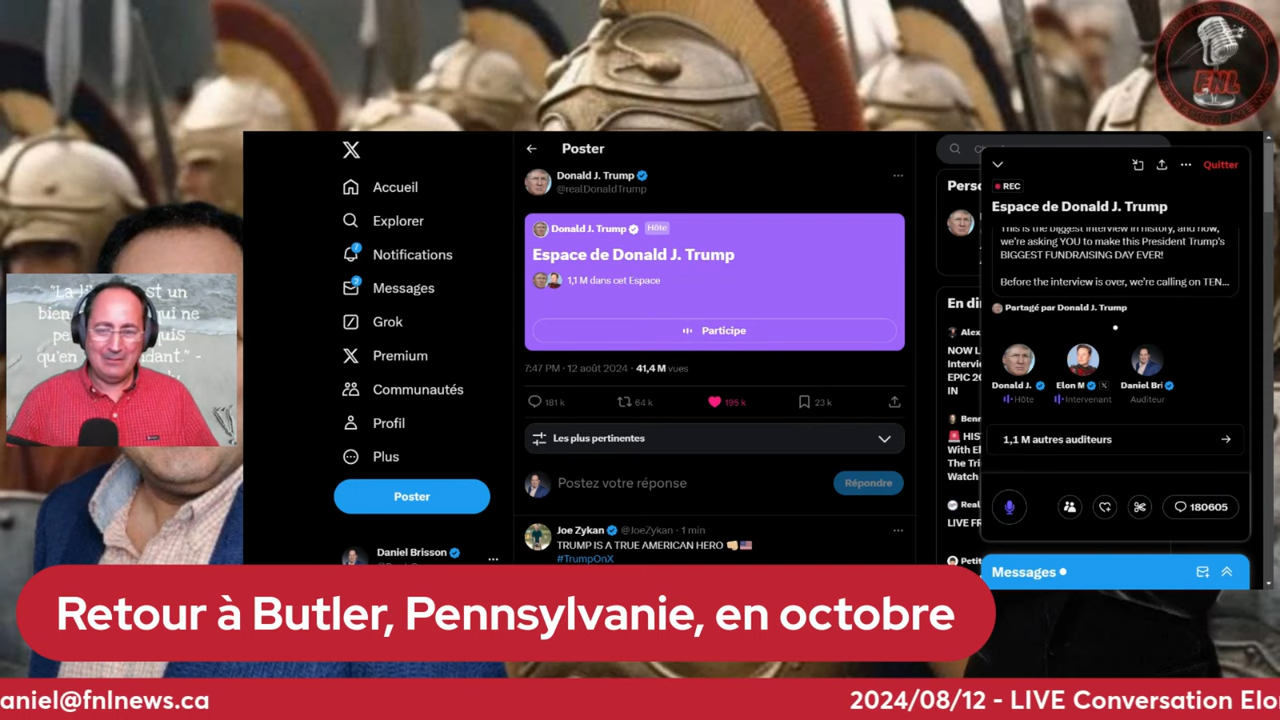 FNL
X
Accueil
Explorer
Notifications
Messages
Grok
Premium
Communautés
Profil
Plus
Poster
Daniel Brisson
Poster
Donald J. Trump
@realDonaldTrump
Donald J. Trump Hôte
Espace de Donald J. Trump
1,1 M dans cet Espace
Participe
7:47 PM · 12 août 2024 · 41,4 M vues
181 k 64 k 195 k 23 k
Les plus pertinentes
Postez votre réponse
Répondre
Joe Zykan @JoeZykan · 1 min
TRUMP IS A TRUE AMERICAN HERO
#TrumpOnX
Perso
En di
Alex
NOW L
Intervi
EPIC 20
IN
Benn
HIS
With El
The Tri
Watch
Real
LIVE FR
Petit
Quitter
REC
Espace de Donald J. Trump
This is the biggest interview in history, and now,
we're asking YOU to make this President Trump's
BIGGEST FUNDRAISING DAY EVER!
Before the interview is over, we're calling on TEN...
Partagé par Donald J. Trump
Donald J. Elon M Daniel Bri
Hôte Intervenant Auditeur
1,1 M autres auditeurs
180605
Messages
Retour à Butler, Pennsylvanie, en octobre
aniel@fnlnews.ca
2024/08/12 - LIVE Conversation Elo